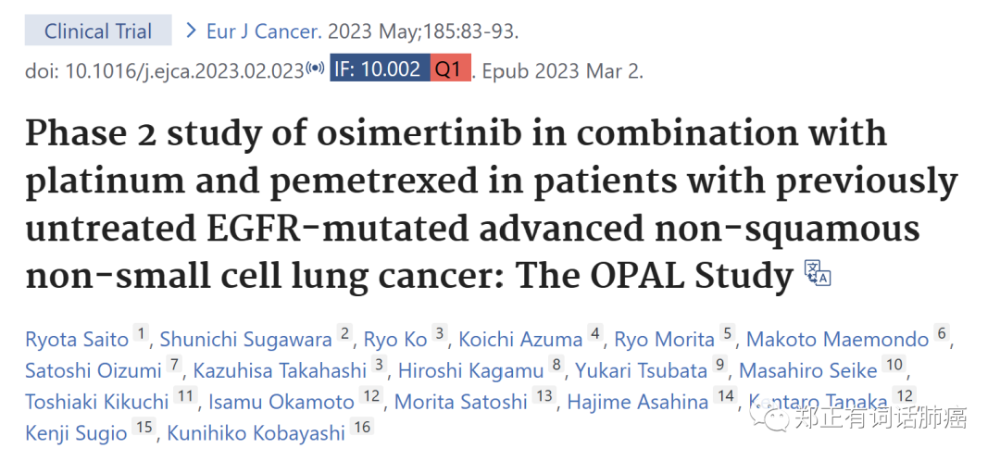 Clinical Trial > Eur J Cancer. 2023 May;185:83-93.
doi: 10.1016/j.ejca.2023.02.023 IF: 10.002 Q1 . Epub 2023 Mar 2.
Phase 2 study of osimertinib in combination with
platinum and pemetrexed in patients with previously
untreated EGFR-mutated advanced non-squamous
non-small cell lung cancer: The OPAL Study 文A
Ryota Saito 1, Shunichi Sugawara 2, Ryo Ko 3, Koichi Azuma 4, Ryo Morita 5, Makoto Maemondo 6,
Satoshi Oizumi 7, Kazuhisa Takahashi 3, Hiroshi Kagamu 8, Yukari Tsubata 9, Masahiro Seike 10,
Toshiaki Kikuchi 11, Isamu Okamoto 12, Morita Satoshi 13, Hajime Asahina 14, Kentaro Tanaka 12
Kenji Sugio 15, Kunihiko Kobayashi 16
郑正有词话肺癌